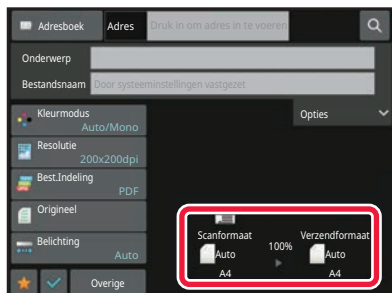 Adresboek
Adres
Druk in om adres in te voeren
Onderwerp
Bestandsnaam
Door systeeminstellingen vastgezet
Kleurmodus
Auto/Mono
Opties
Resolutie
200x200dpi
Best.Indeling
PDF
Origineel
Belichting
Auto
Scanformaat
Auto
A4
100%
Verzendformaat
Auto
A4
Overige